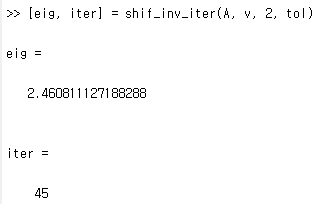 >> [eig, iter] = shif_inv_iter(A, v, 2, tol)
eig =
2.460811127188288
iter =
45